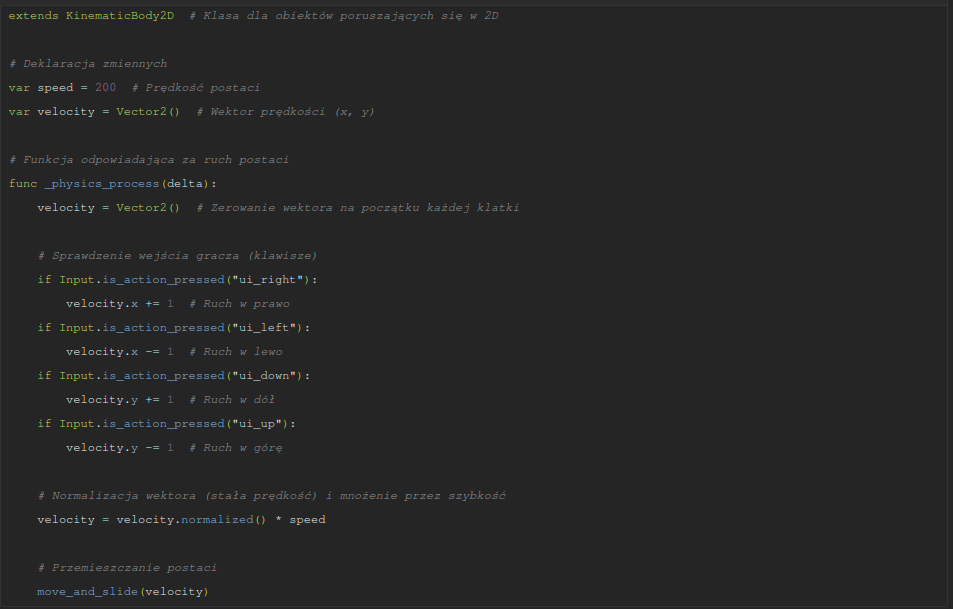 extends KinematicBody2D  # Klasa dla obiektów poruszających się w 2D
# Deklaracja zmiennych
var speed = 200  # Prędkość postaci
var velocity = Vector2()  # Wektor prędkości (x, y)
# Funkcja odpowiadająca za ruch postaci
func _physics_process(delta):
    velocity = Vector2()  # Zerowanie wektora na początku każdej klatki
    # Sprawdzenie wejścia gracza (klawisze)
    if Input.is_action_pressed("ui_right"):
        velocity.x += 1  # Ruch w prawo
    if Input.is_action_pressed("ui_left"):
        velocity.x -= 1  # Ruch w lewo
    if Input.is_action_pressed("ui_down"):
        velocity.y += 1  # Ruch w dół
    if Input.is_action_pressed("ui_up"):
        velocity.y -= 1  # Ruch w górę
    # Normalizacja wektora (stała prędkość) i mnożenie przez szybkość
    velocity = velocity.normalized() * speed
    # Przemieszczanie postaci
    move_and_slide(velocity)